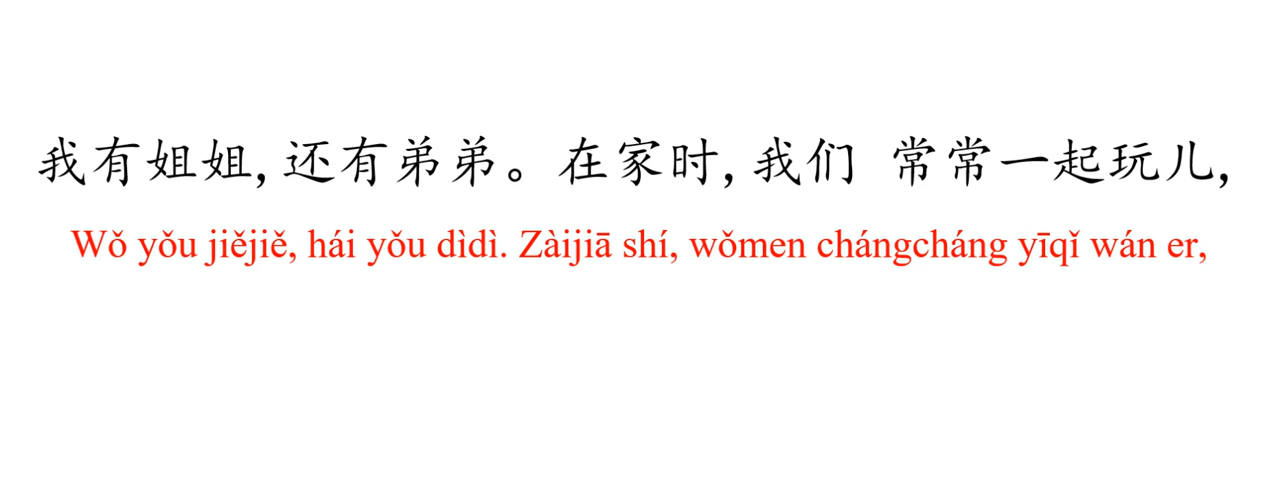 我有姐姐,还有弟弟。在家时,我们 常常一起玩儿,
Wǒ yǒu jiějiě, hái yǒu dìdì. Zàijiā shí, wǒmen chángcháng yīqǐ wán er,